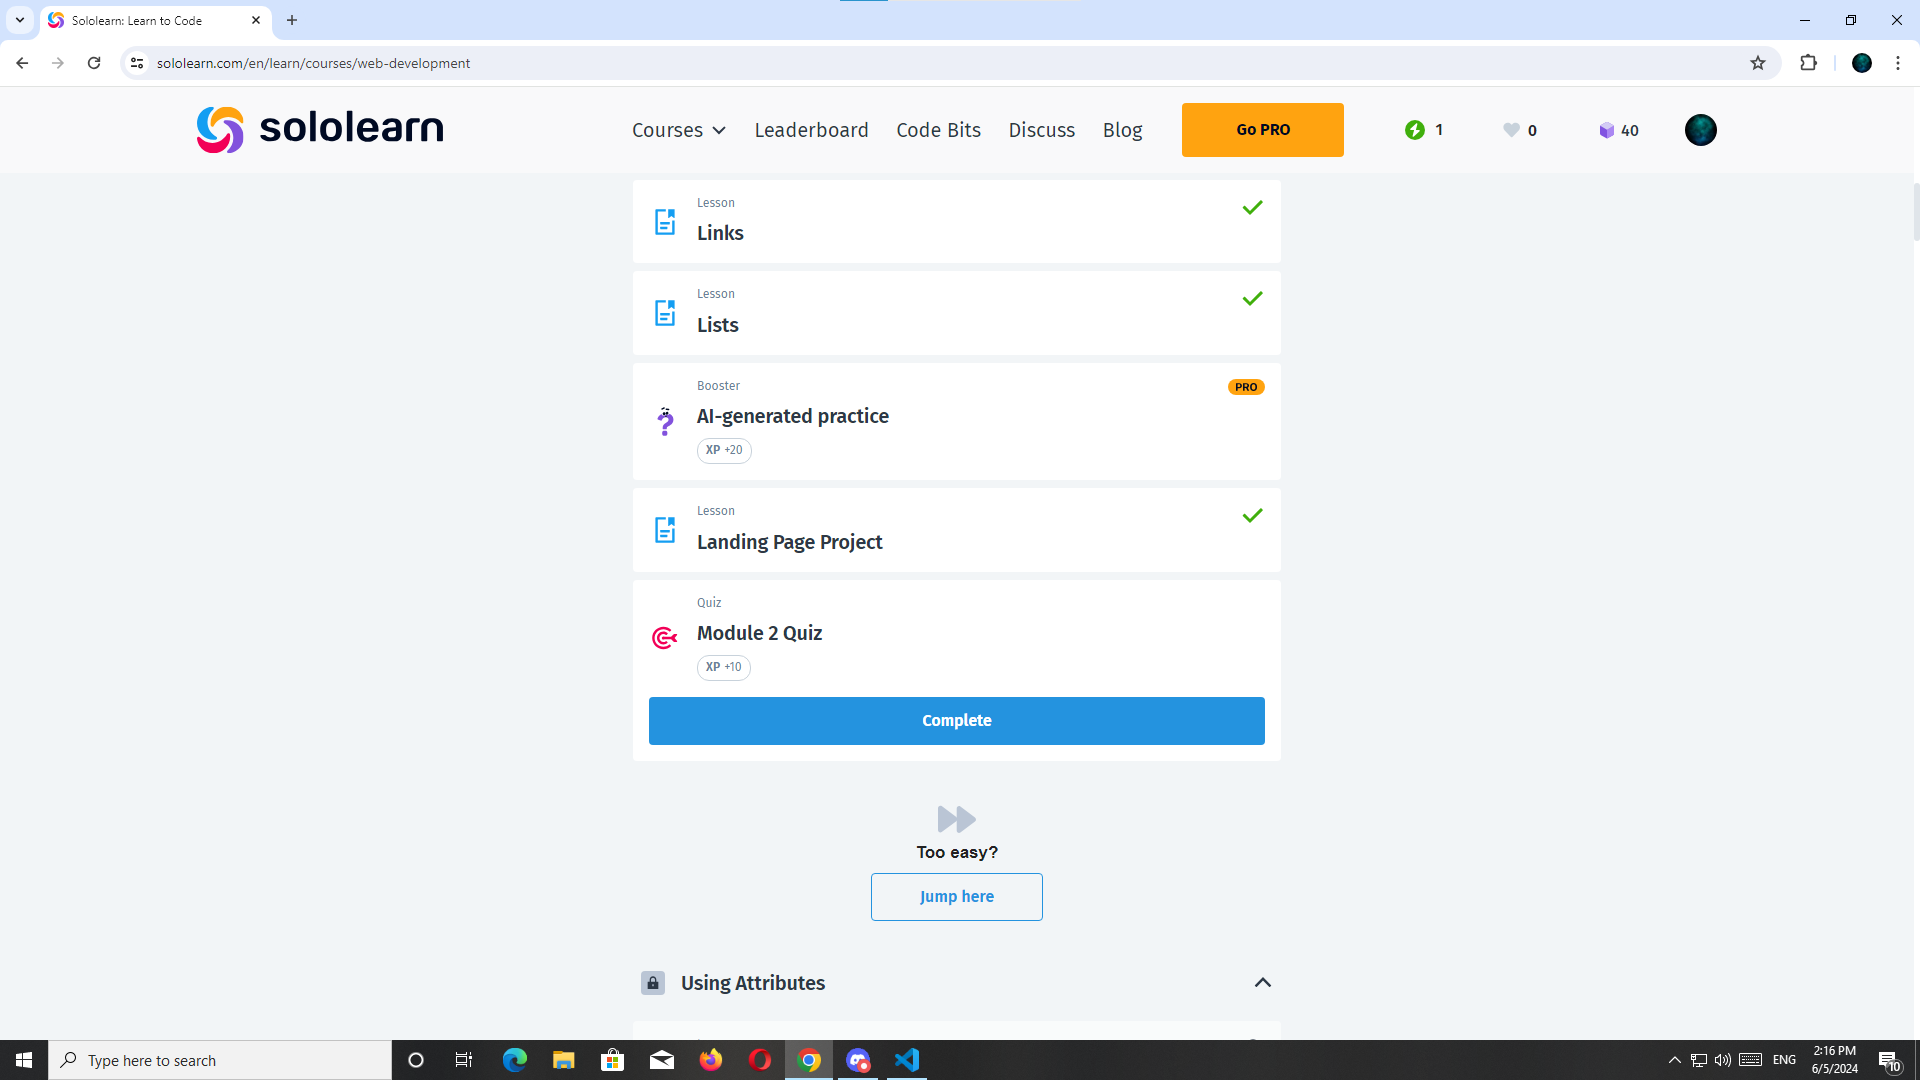 Sololearn: Learn to Code
sololearn.com/en/learn/courses/web-development
sololearn
Courses
Leaderboard
Code Bits
Discuss
Blog
Go PRO
1
0
40
Lesson
Links
Lesson
Lists
Booster
PRO
AI-generated practice
XP +20
Lesson
Landing Page Project
Quiz
Module 2 Quiz
XP +10
Complete
Too easy?
Jump here
Using Attributes
Type here to search
ENG
2:16 PM
6/5/2024
10